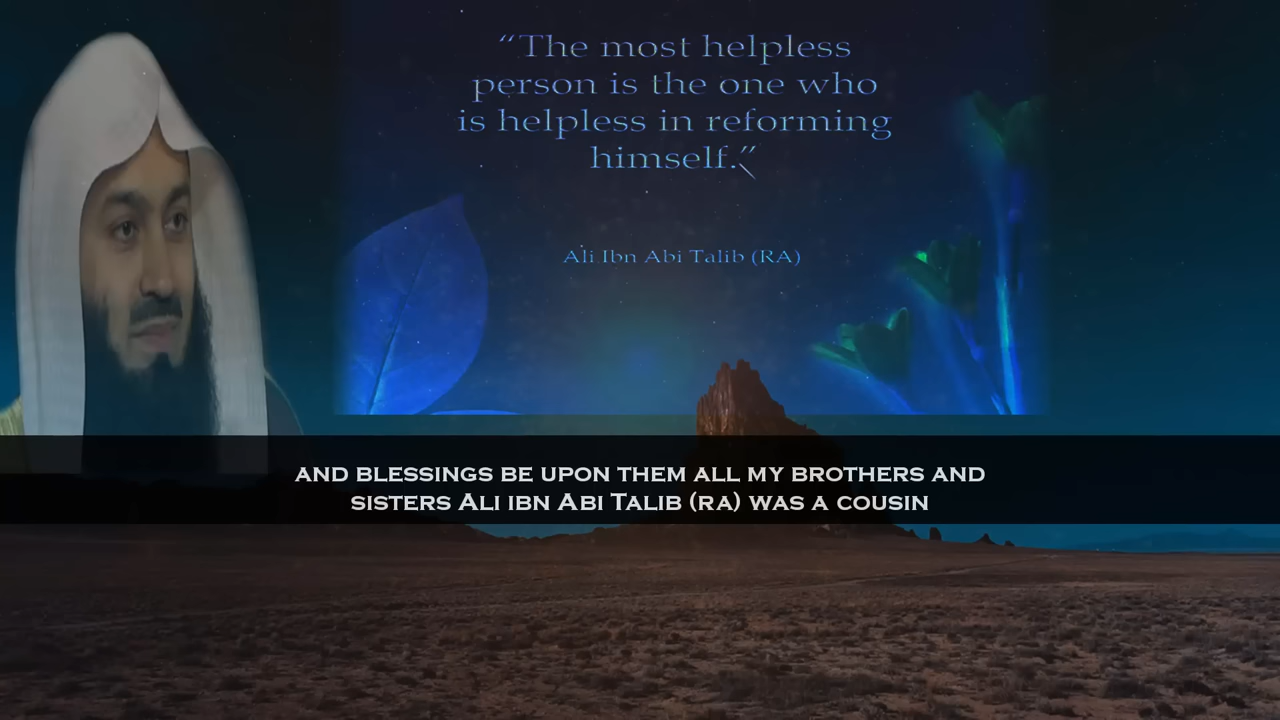 “The most helpless
person is the one who
is helpless in reforming
himself.”
Ali Ibn Abi Talib (RA)
AND BLESSINGS BE UPON THEM ALL MY BROTHERS AND
SISTERS ALI IBN ABI TALIB (RA) WAS A COUSIN